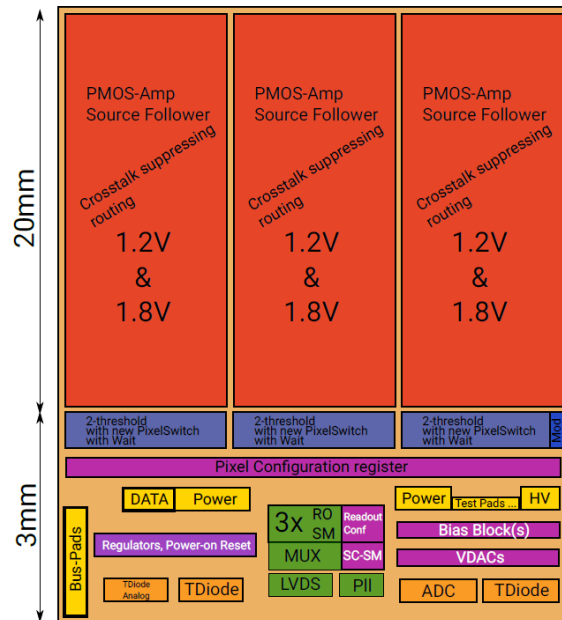 20mm
PMOS-Amp
Source Follower
Crosstalk suppressing
routing
1.2V
&
1.8V
PMOS-Amp
Source Follower
Crosstalk suppressing
routing
1.2V
&
1.8V
PMOS-Amp
Source Follower
Crosstalk suppressing
routing
1.2V
&
1.8V
3mm
2-threshold
with new PixelSwitch
with Wait
2-threshold
with new PixelSwitch
with Wait
2-threshold
with new PixelSwitch
with Wait
Mod
Pixel Configuration register
DATA
Power
Power
Test Pads ...
HV
Bus-Pads
Regulators, Power-on Reset
3x
RO
SM
Readout
Conf
MUX
SC-SM
LVDS
PII
Bias Block(s)
VDACs
TDiode
Analog
TDiode
ADC
TDiode